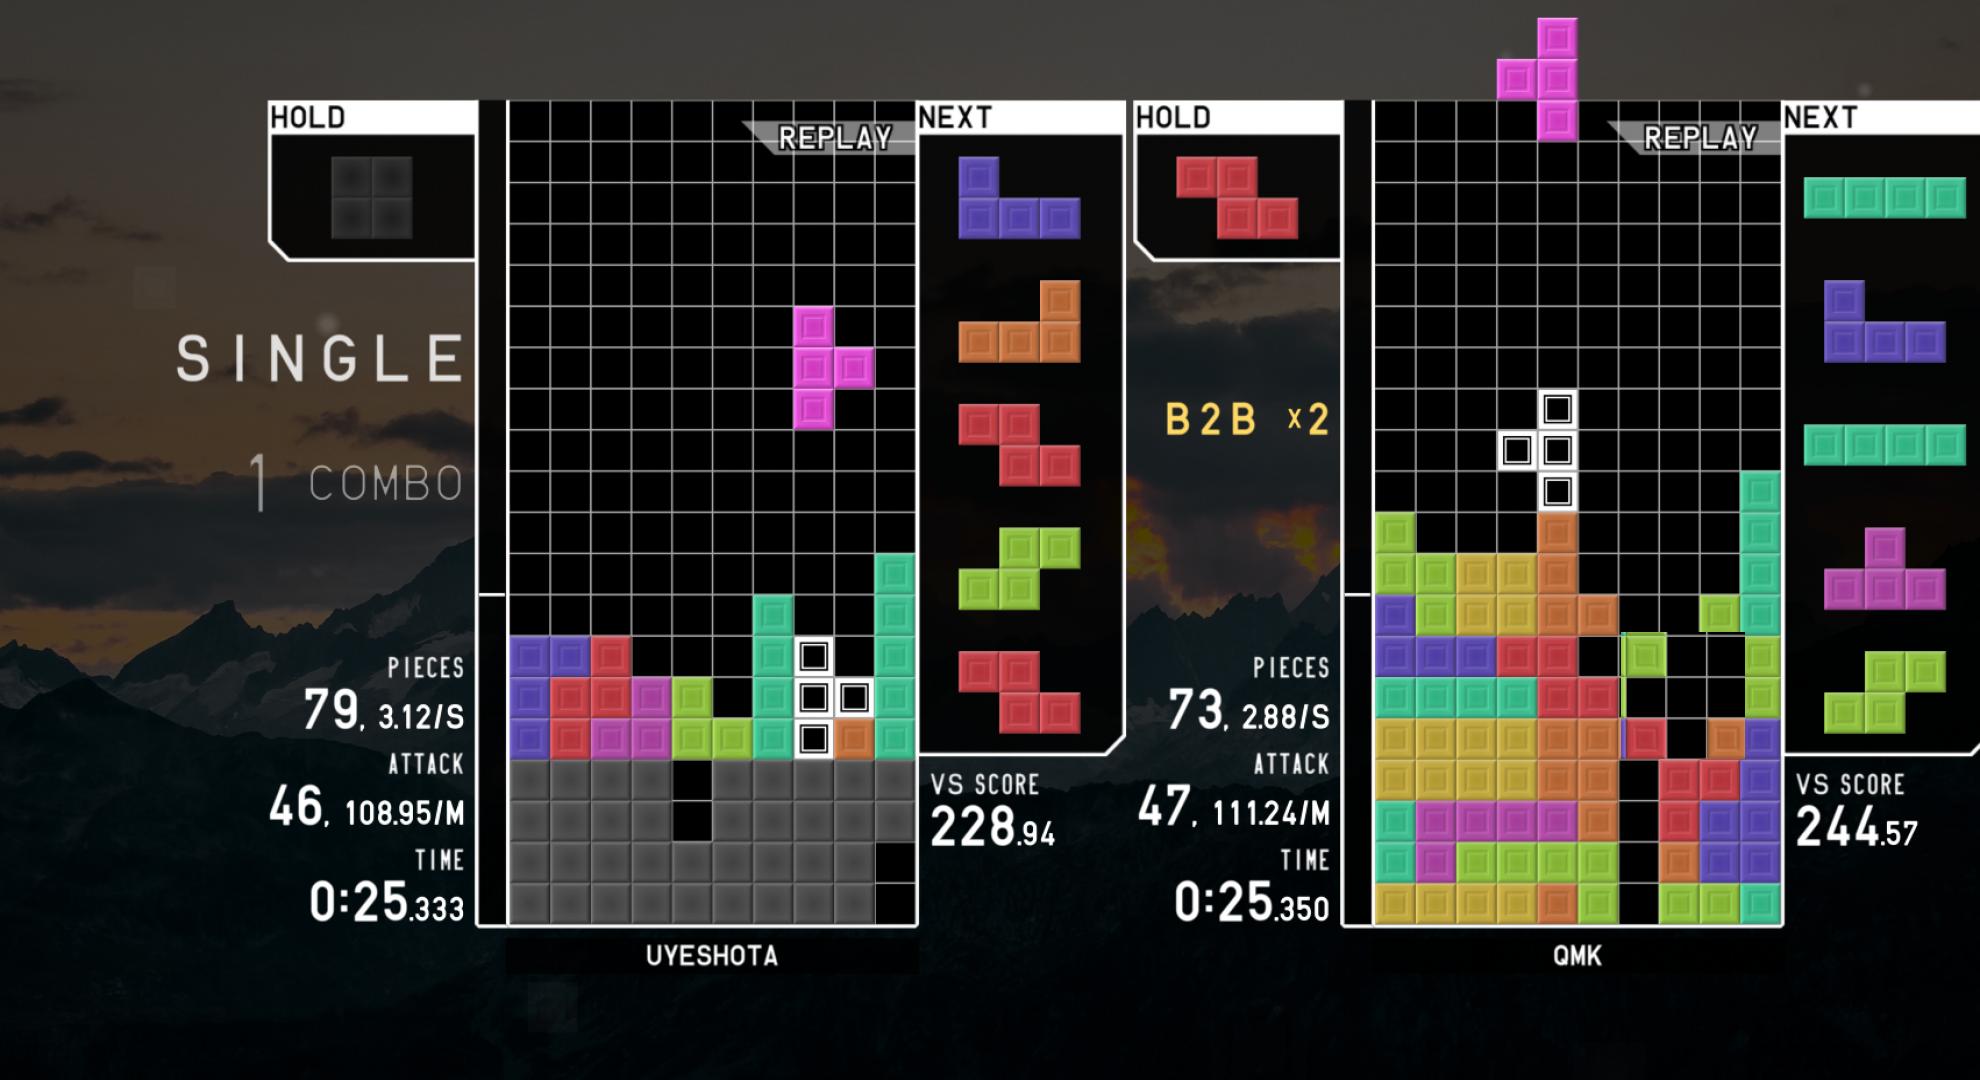 HOLD
REPLAY
NEXT
SINGLE
1 COMBO
PIECES
79, 3.12/S
ATTACK
46, 108.95/M
TIME
0:25.333
VS SCORE
228.94
UYESHOTA
HOLD
REPLAY
NEXT
B2B x2
PIECES
73, 2.88/S
ATTACK
47, 111.24/M
TIME
0:25.350
VS SCORE
244.57
QMK